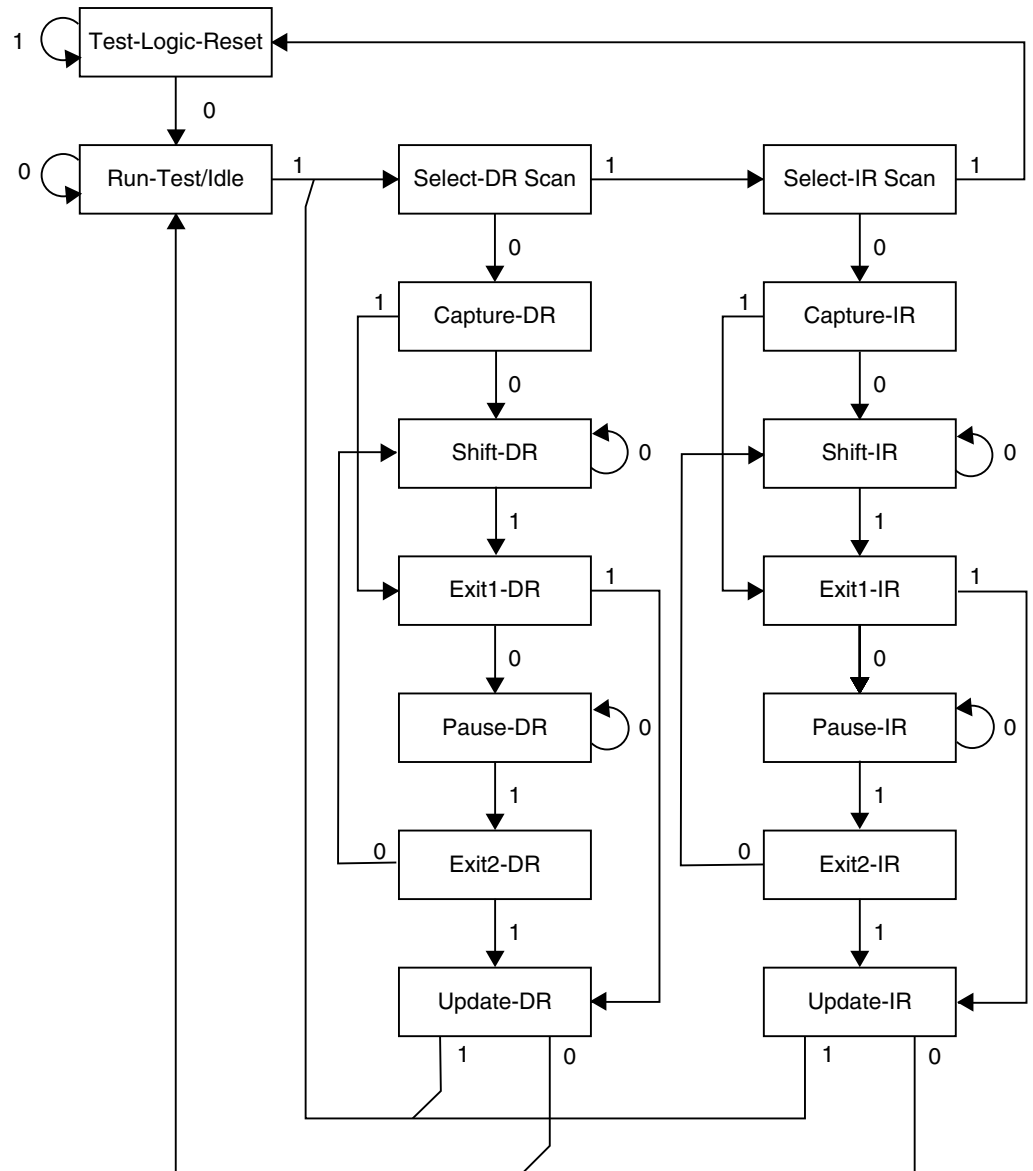 1
Test-Logic-Reset
0
0
Run-Test/Idle
1
Select-DR Scan
1
Select-IR Scan
1
0
0
1
Capture-DR
1
Capture-IR
0
0
Shift-DR
0
Shift-IR
0
1
1
Exit1-DR
1
Exit1-IR
1
0
0
Pause-DR
0
Pause-IR
0
1
1
0
Exit2-DR
0
Exit2-IR
1
1
Update-DR
Update-IR
1
0
1
0